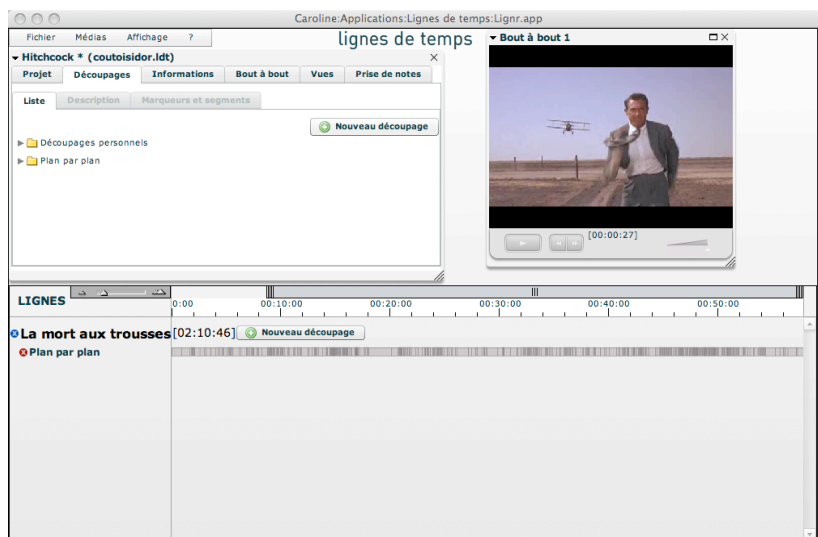 Caroline:Applications:Lignes de temps:Lignr.app
Fichier Médias Affichage ?
lignes de temps
Hitchcock * (coutoisidor.ldt)
Projet Découpages Informations Bout à bout Vues Prise de notes
Liste Description Marqueurs et segments
Nouveau découpage
Découpages personnels
Plan par plan
Bout à bout 1
[00:00:27]
LIGNES
0:00 00:10:00 00:20:00 00:30:00 00:40:00 00:50:00
La mort aux trousses [02:10:46] Nouveau découpage
Plan par plan